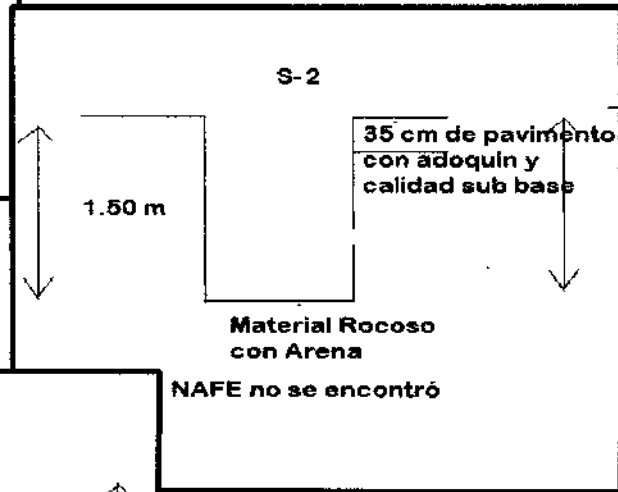 S-2
35 cm de pavimento
con adoquin y
calidad sub base
1.50 m
Material Rocoso
con Arena
NAFE no se encontró